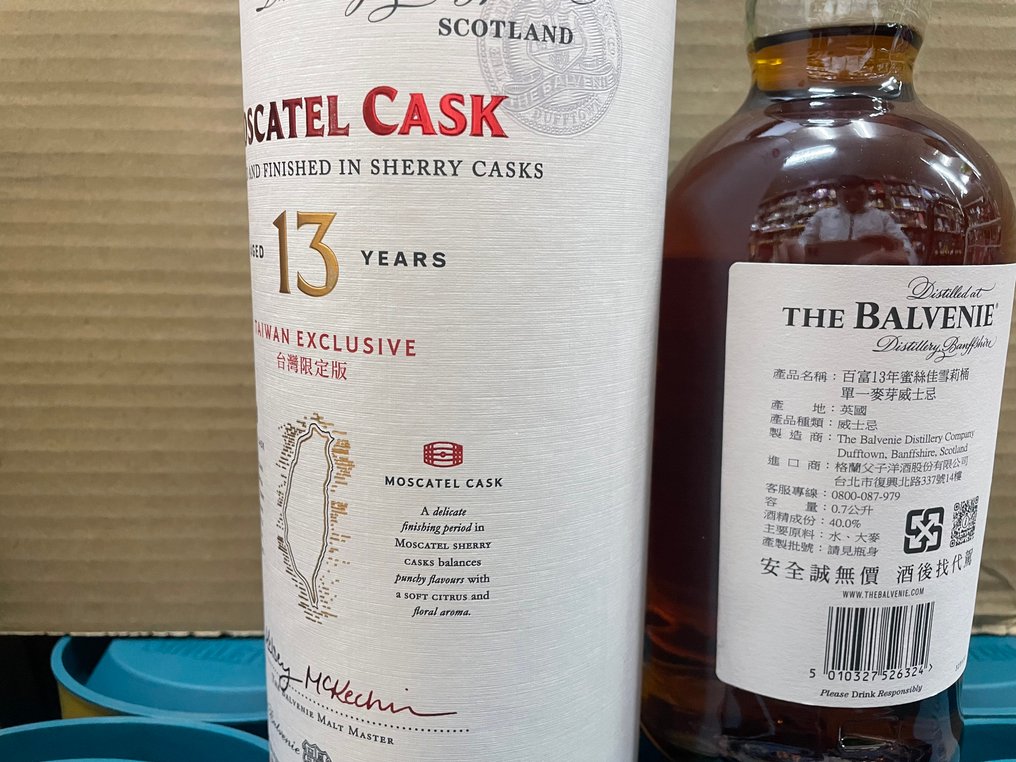 SCOTLAND
THE BALVENIE
DUFFTOWN
SCATEL CASK
AND FINISHED IN SHERRY CASKS
13 YEARS
TAIWAN EXCLUSIVE
台灣限定版
MOSCATEL CASK
A delicate
finishing period in
MOSCATEL SHERRY
CASKS balances
punchy flavours with
a SOFT CITRUS and
floral aroma.
McKechnie
BALVENIE MALT MASTER
Distilled at
THE BALVENIE®
Distillery, Banffshire
產品名稱：百富13年蜜絲佳雪莉桶
單一麥芽威士忌
產 地：英國
產品種類：威士忌
製 造 商：The Balvenie Distillery Company
Dufftown, Banffshire, Scotland
進 口 商：格蘭父子洋酒股份有限公司
台北市復興北路337號14樓
客服專線：0800-087-979
容 量：0.7公升
酒精成份：40.0%
主要原料：水、大麥
產製批號：請見瓶身
安全誠無價 酒後找代駕
WWW.THEBALVENIE.COM
5 010327 526324 >
Please Drink Responsibly